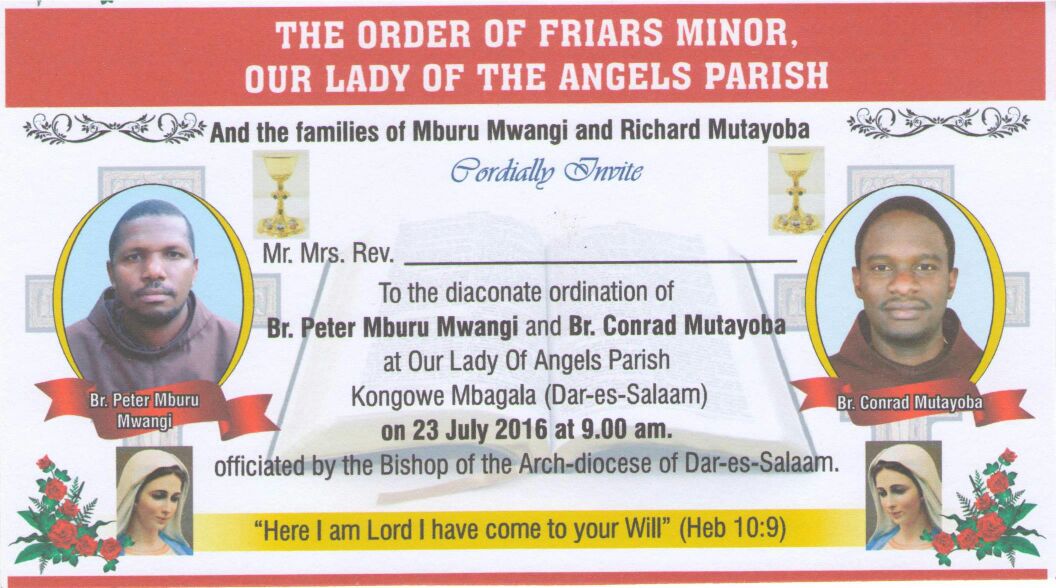 THE ORDER OF FRIARS MINOR,
OUR LADY OF THE ANGELS PARISH
And the families of Mburu Mwangi and Richard Mutayoba
Cordially Invite
Mr. Mrs. Rev.
To the diaconate ordination of
Br. Peter Mburu Mwangi and Br. Conrad Mutayoba
at Our Lady Of Angels Parish
Kongowe Mbagala (Dar-es-Salaam)
on 23 July 2016 at 9.00 am.
officiated by the Bishop of the Arch-diocese of Dar-es-Salaam.
Br. Peter Mburu
Mwangi
Br. Conrad Mutayoba
“Here I am Lord I have come to your Will” (Heb 10:9)